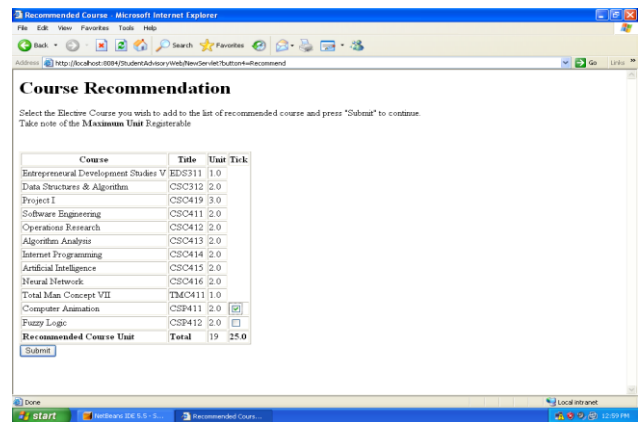 Recommended Course - Microsoft Internet Explorer
File Edit View Favorites Tools Help
Back Search Favorites
Address http://localhost:8084/StudentAdvisoryWeb/NewServlet?button4=Recommend Go Links »
Course Recommendation
Select the Elective Course you wish to add to the list of recommended course and press "Submit" to continue.
Take note of the Maximum Unit Registerable
Course Title Unit Tick
Entrepreneural Development Studies V EDS311 1.0
Data Structures & Algorithm CSC312 2.0
Project I CSC419 3.0
Software Engineering CSC411 2.0
Operations Research CSC412 2.0
Algorithm Analysis CSC413 2.0
Internet Programming CSC414 2.0
Artificial Intelligence CSC415 2.0
Neural Network CSC416 2.0
Total Man Concept VII TMC411 1.0
Computer Animation CSP411 2.0
Fuzzy Logic CSP412 2.0
Recommended Course Unit Total 19 25.0
Submit
Done Local intranet
start NetBeans IDE 5.5 - S... Recommended Cours... 12:59 PM